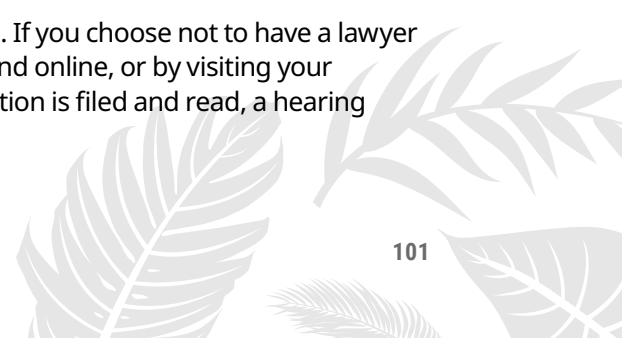 . If you choose not to have a lawyer
nd online, or by visiting your
tion is filed and read, a hearing
101